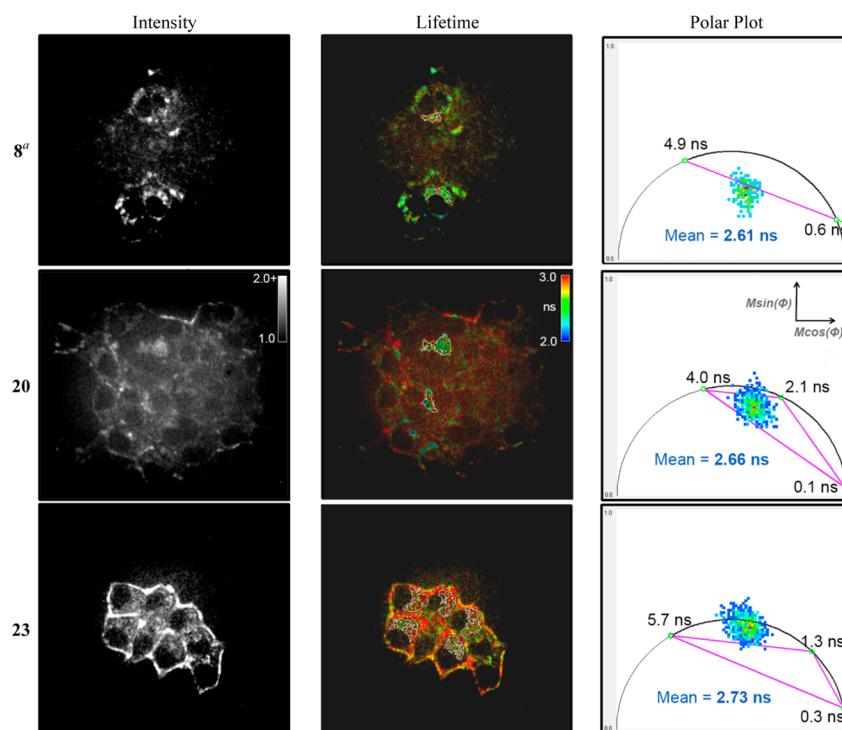 Intensity Lifetime Polar Plot
8a
1.0
4.9 ns
0.6 ns
Mean = 2.61 ns
0.0
20
2.0+
1.0
3.0
ns
2.0
1.0
Msin(Φ)
Mcos(Φ)
4.0 ns
2.1 ns
Mean = 2.66 ns
0.1 ns
0.0
23
1.0
5.7 ns
1.3 ns
Mean = 2.73 ns
0.3 ns
0.0